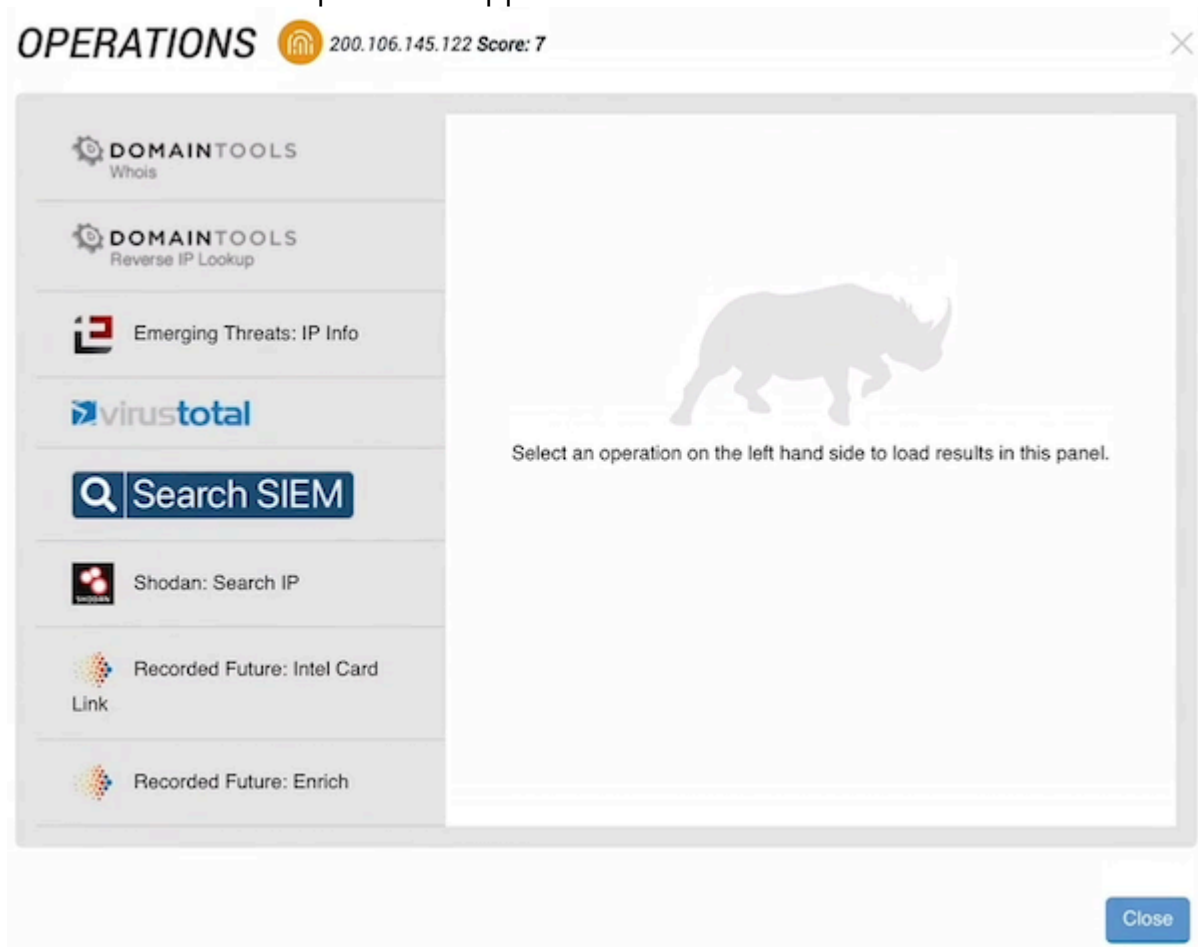 OPERATIONS 200.106.145.122 Score: 7
DOMAINTOOLS
Whois
DOMAINTOOLS
Reverse IP Lookup
Emerging Threats: IP Info
virustotal
Search SIEM
SHODAN
Shodan: Search IP
Recorded Future: Intel Card
Link
Recorded Future: Enrich
Select an operation on the left hand side to load results in this panel.
Close